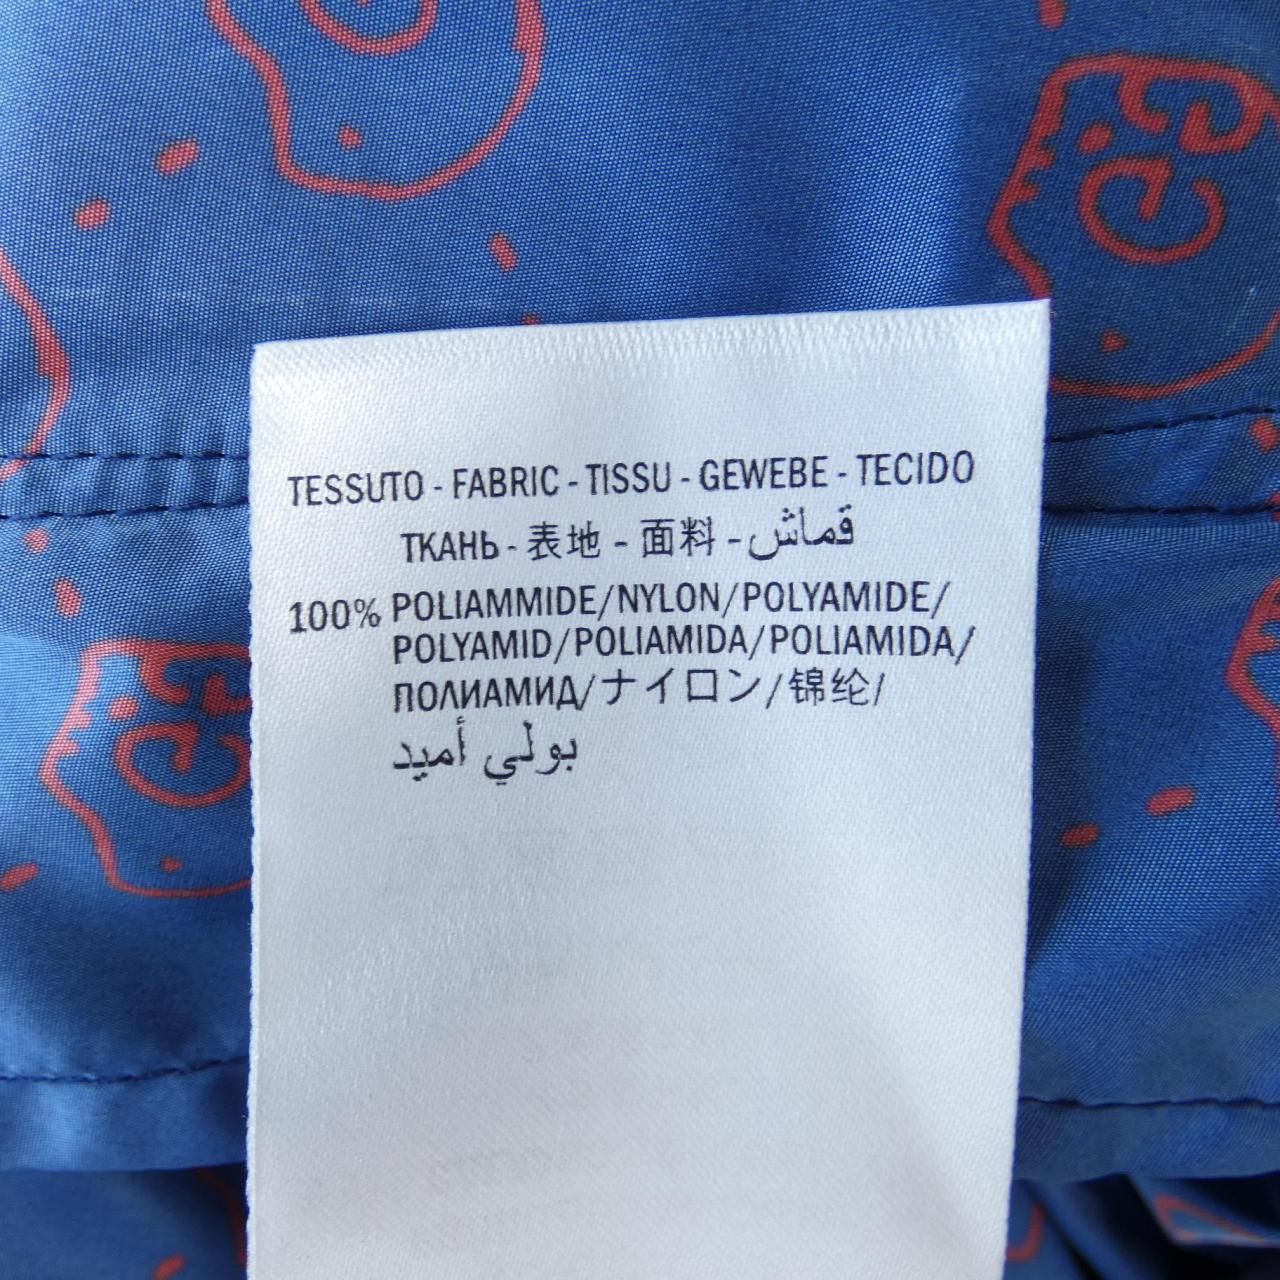 TESSUTO - FABRIC - TISSU - GEWEBE - TECIDO
ТКАНЬ - 表地 - 面料 - قماش
100% POLIAMMIDE/NYLON/POLYAMIDE/
POLYAMID/POLIAMIDA/POLIAMIDA/
ПОЛИАМИД/ナイロン/锦纶/
بولي أميد